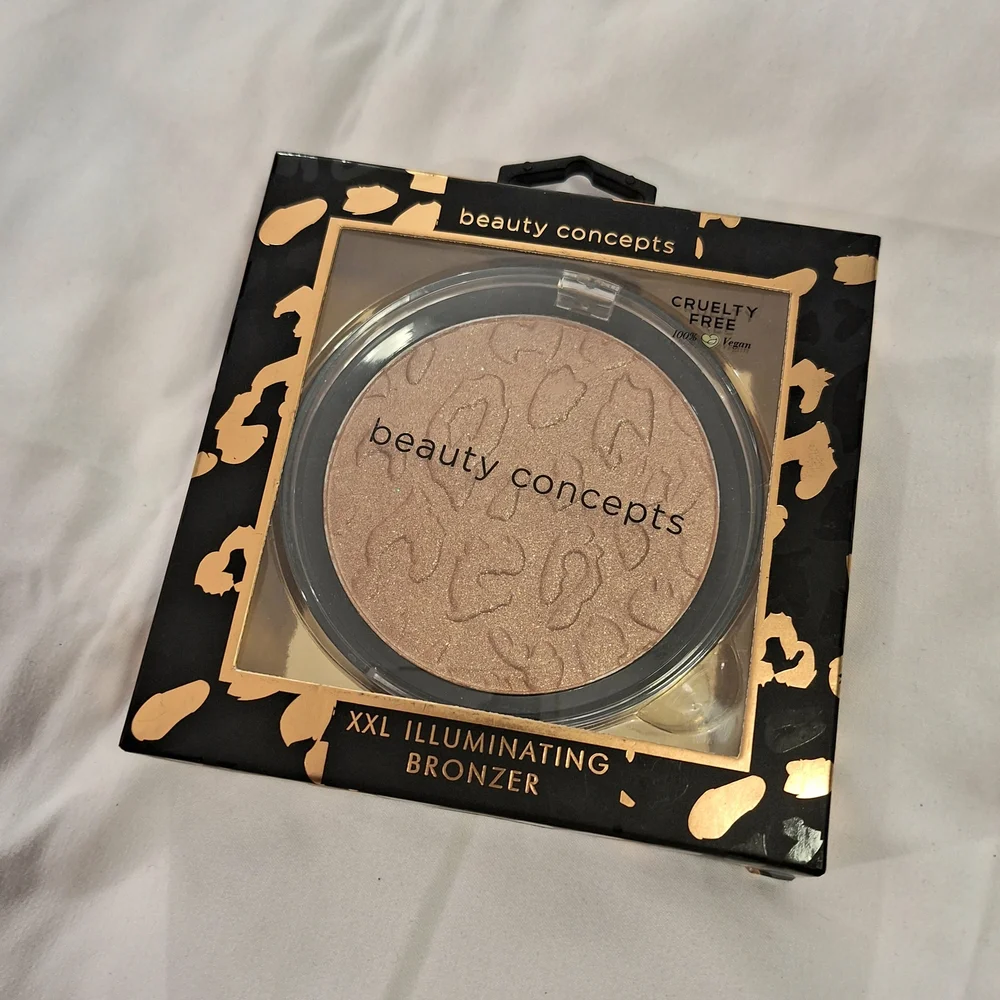 beauty concepts
CRUELTY
FREE
100% Vegan
beauty concepts
XXL ILLUMINATING
BRONZER